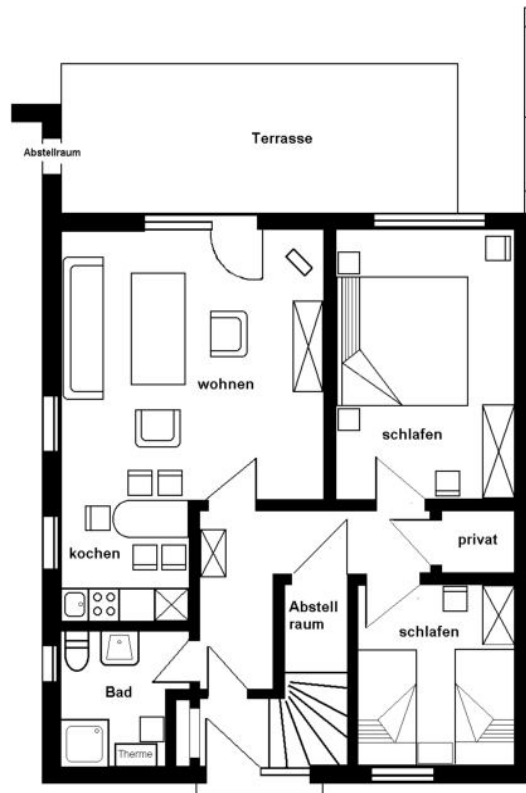 Terrasse
Abstellraum
wohnen
schlafen
kochen
privat
Abstell
raum
schlafen
Bad
Therme